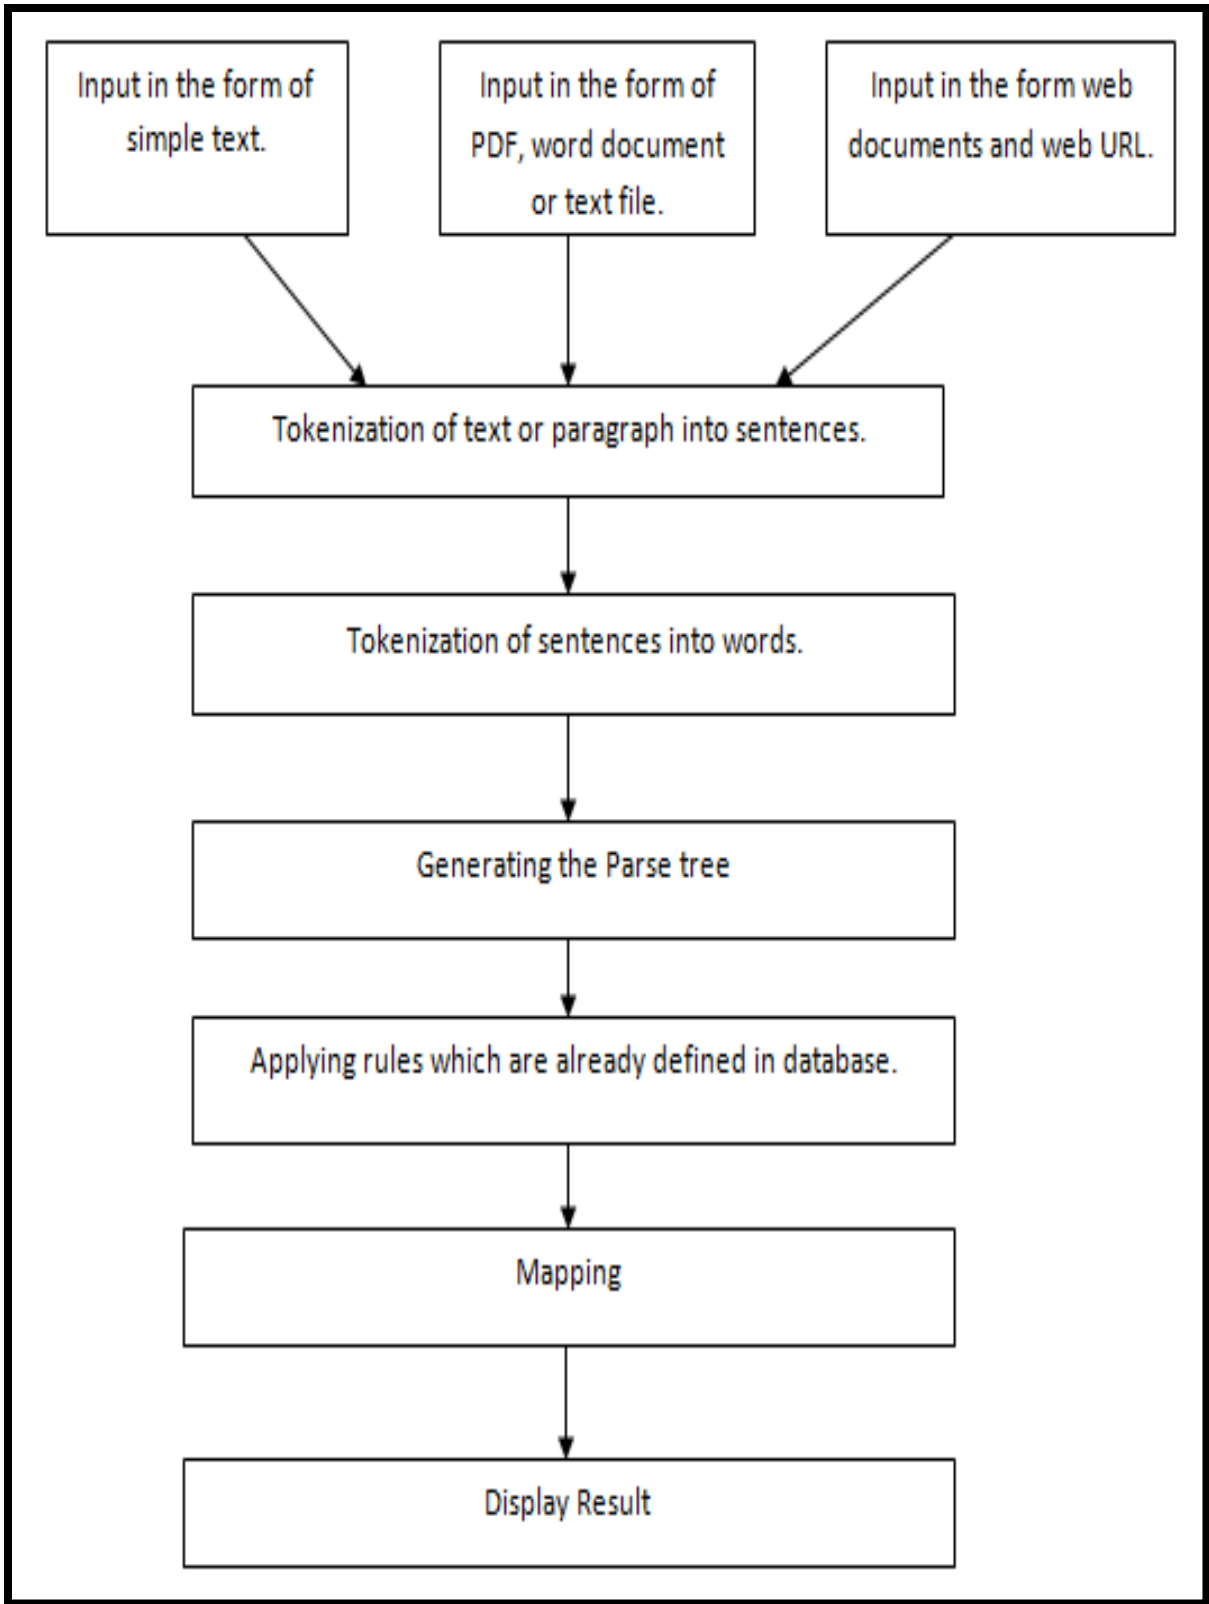 Input in the form of
simple text.
Input in the form of
PDF, word document
or text file.
Input in the form web
documents and web URL.
Tokenization of text or paragraph into sentences.
Tokenization of sentences into words.
Generating the Parse tree
Applying rules which are already defined in database.
Mapping
Display Result